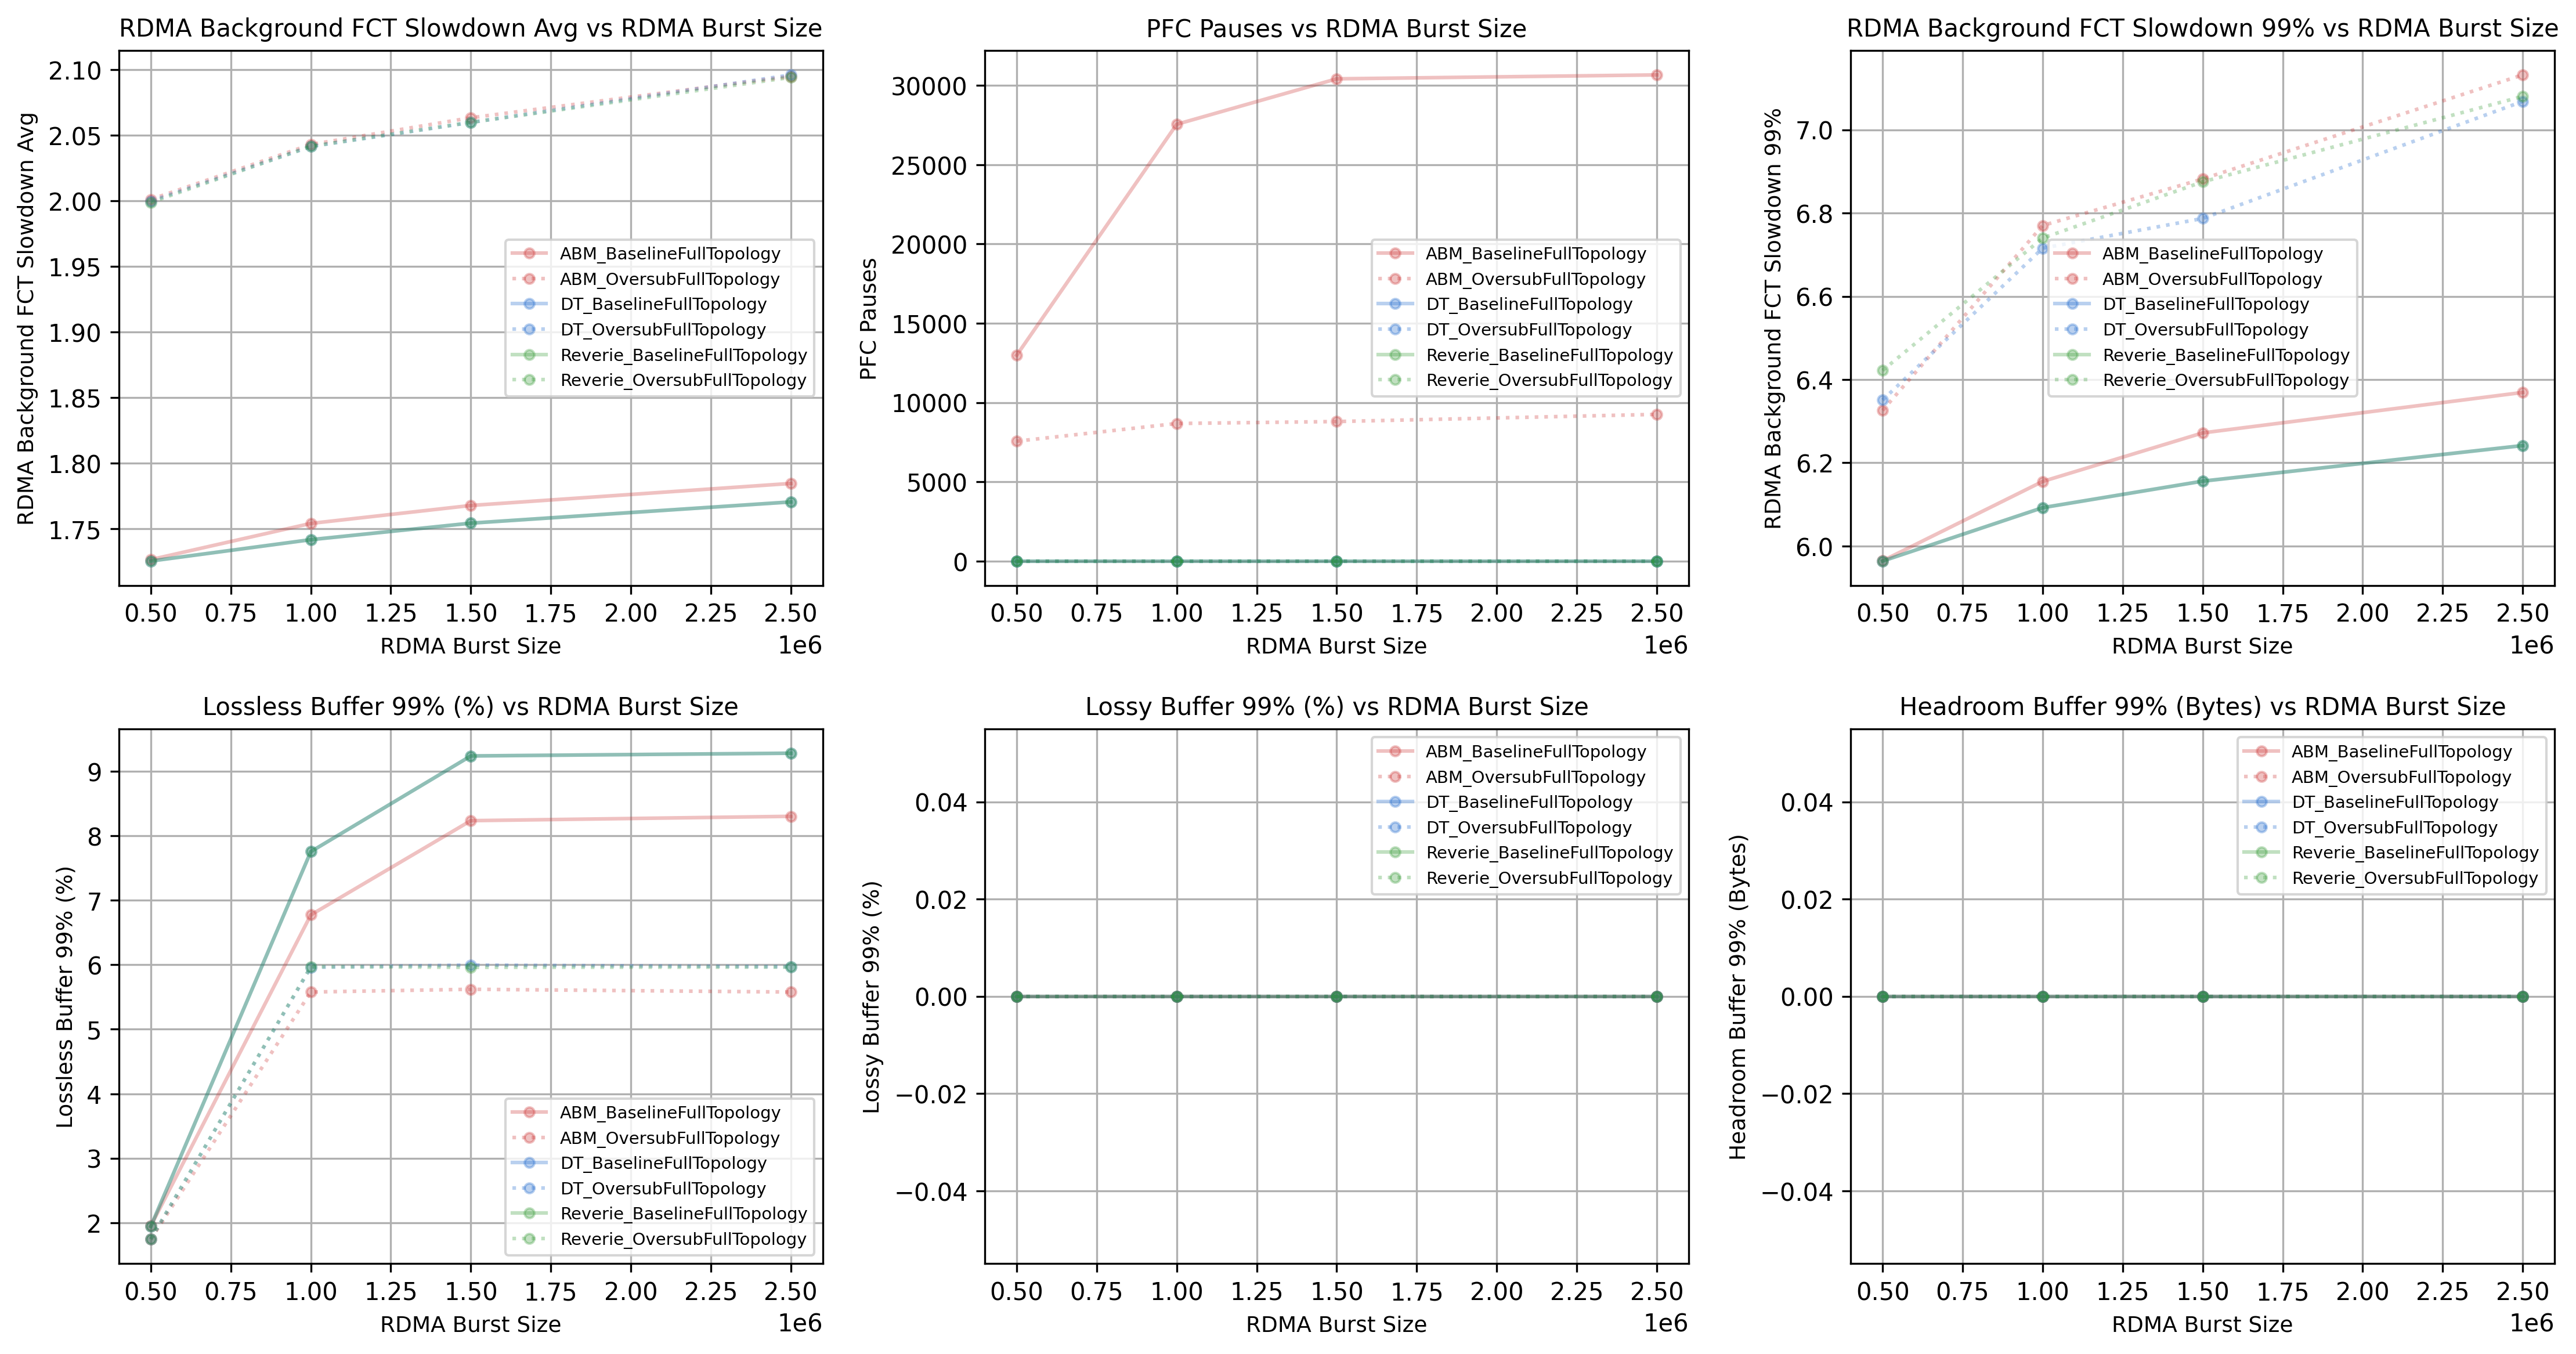 RDMA Background FCT Slowdown Avg vs RDMA Burst Size
RDMA Background FCT Slowdown Avg
2.10
2.05
2.00
1.95
1.90
1.85
1.80
1.75
ABM_BaselineFullTopology
ABM_OversubFullTopology
DT_BaselineFullTopology
DT_OversubFullTopology
Reverie_BaselineFullTopology
Reverie_OversubFullTopology
0.50 0.75 1.00 1.25 1.50 1.75 2.00 2.25 2.50
RDMA Burst Size
1e6
PFC Pauses vs RDMA Burst Size
PFC Pauses
30000
25000
20000
15000
10000
5000
0
ABM_BaselineFullTopology
ABM_OversubFullTopology
DT_BaselineFullTopology
DT_OversubFullTopology
Reverie_BaselineFullTopology
Reverie_OversubFullTopology
0.50 0.75 1.00 1.25 1.50 1.75 2.00 2.25 2.50
RDMA Burst Size
1e6
RDMA Background FCT Slowdown 99% vs RDMA Burst Size
RDMA Background FCT Slowdown 99%
7.0
6.8
6.6
6.4
6.2
6.0
ABM_BaselineFullTopology
ABM_OversubFullTopology
DT_BaselineFullTopology
DT_OversubFullTopology
Reverie_BaselineFullTopology
Reverie_OversubFullTopology
0.50 0.75 1.00 1.25 1.50 1.75 2.00 2.25 2.50
RDMA Burst Size
1e6
Lossless Buffer 99% (%) vs RDMA Burst Size
Lossless Buffer 99% (%)
9
8
7
6
5
4
3
2
ABM_BaselineFullTopology
ABM_OversubFullTopology
DT_BaselineFullTopology
DT_OversubFullTopology
Reverie_BaselineFullTopology
Reverie_OversubFullTopology
0.50 0.75 1.00 1.25 1.50 1.75 2.00 2.25 2.50
RDMA Burst Size
1e6
Lossy Buffer 99% (%) vs RDMA Burst Size
Lossy Buffer 99% (%)
0.04
0.02
0.00
−0.02
−0.04
ABM_BaselineFullTopology
ABM_OversubFullTopology
DT_BaselineFullTopology
DT_OversubFullTopology
Reverie_BaselineFullTopology
Reverie_OversubFullTopology
0.50 0.75 1.00 1.25 1.50 1.75 2.00 2.25 2.50
RDMA Burst Size
1e6
Headroom Buffer 99% (Bytes) vs RDMA Burst Size
Headroom Buffer 99% (Bytes)
0.04
0.02
0.00
−0.02
−0.04
ABM_BaselineFullTopology
ABM_OversubFullTopology
DT_BaselineFullTopology
DT_OversubFullTopology
Reverie_BaselineFullTopology
Reverie_OversubFullTopology
0.50 0.75 1.00 1.25 1.50 1.75 2.00 2.25 2.50
RDMA Burst Size
1e6